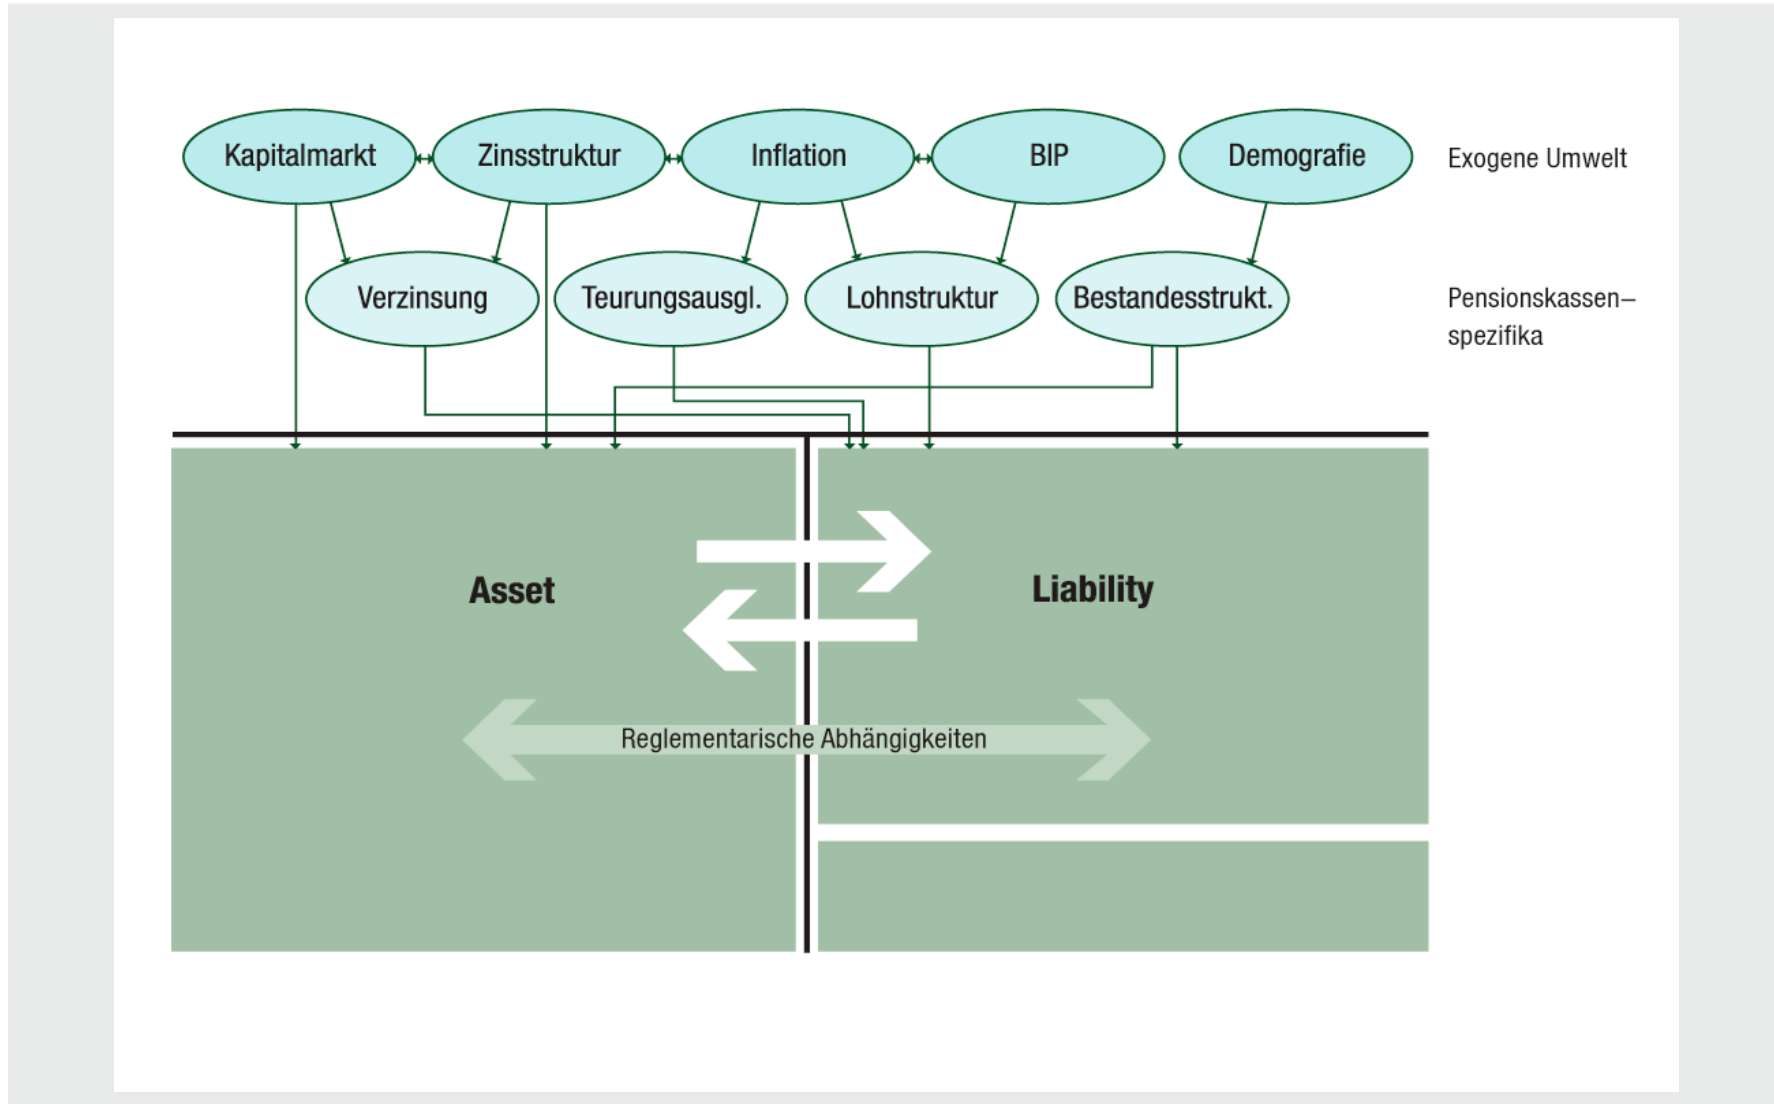 Kapitalmarkt
Zinsstruktur
Inflation
BIP
Demografie
Exogene Umwelt
Verzinsung
Teurungsausgl.
Lohnstruktur
Bestandesstrukt.
Pensionskassen–
spezifika
Asset
Liability
Reglementarische Abhängigkeiten